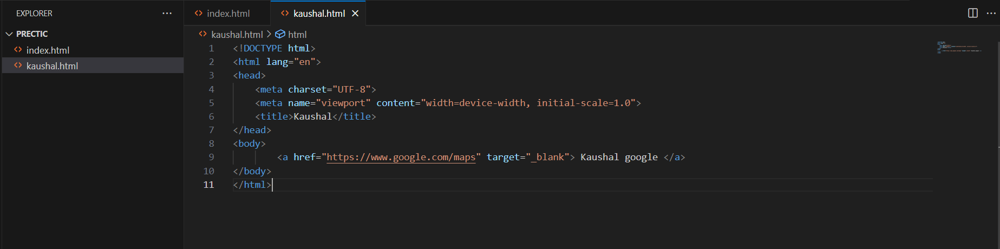 EXPLORER ···
PRECTIC
index.html
kaushal.html
index.html kaushal.html
kaushal.html > html
1 <!DOCTYPE html>
2 <html lang="en">
3 <head>
4     <meta charset="UTF-8">
5     <meta name="viewport" content="width=device-width, initial-scale=1.0">
6     <title>Kaushal</title>
7 </head>
8 <body>
9         <a href="https://www.google.com/maps" target="_blank"> Kaushal google </a>
10 </body>
11 </html>